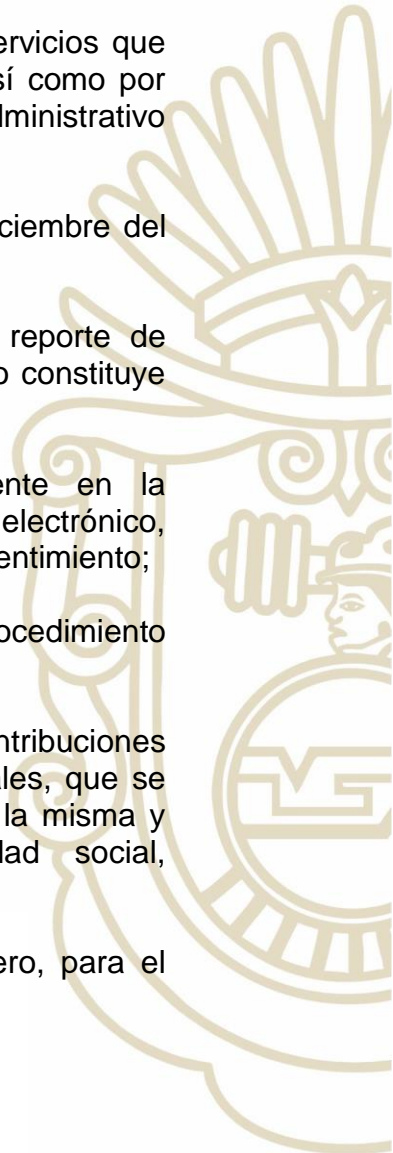 ervicios que
sí como por
dministrativo
ciembre del
reporte de
o constituye
ente en la
electrónico,
entimiento;
ocedimiento
ntribuciones
ales, que se
la misma y
dad social,
ero, para el